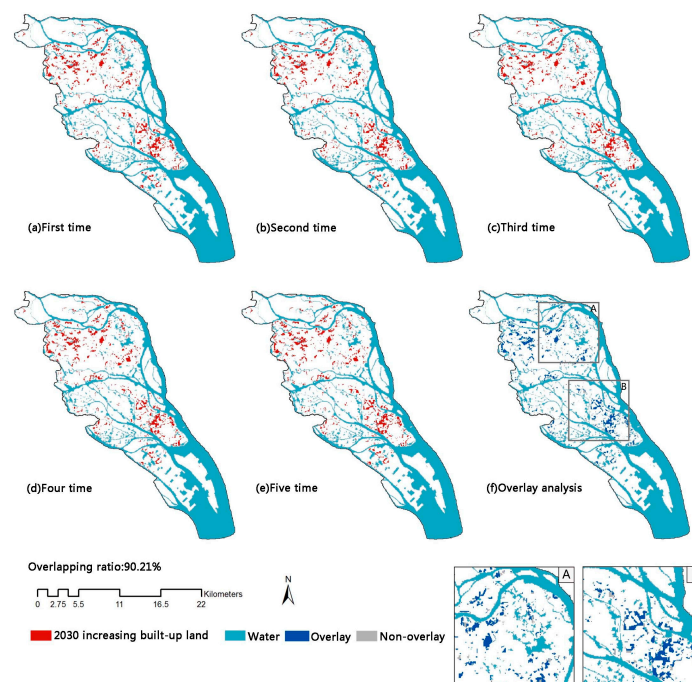 (a)First time
(b)Second time
(c)Third time
A
B
(d)Four time
(e)Five time
(f)Overlay analysis
Overlapping ratio:90.21%
Kilometers
0 2.75 5.5 11 16.5 22
N
A
2030 increasing built-up land
Water
Overlay
Non-overlay